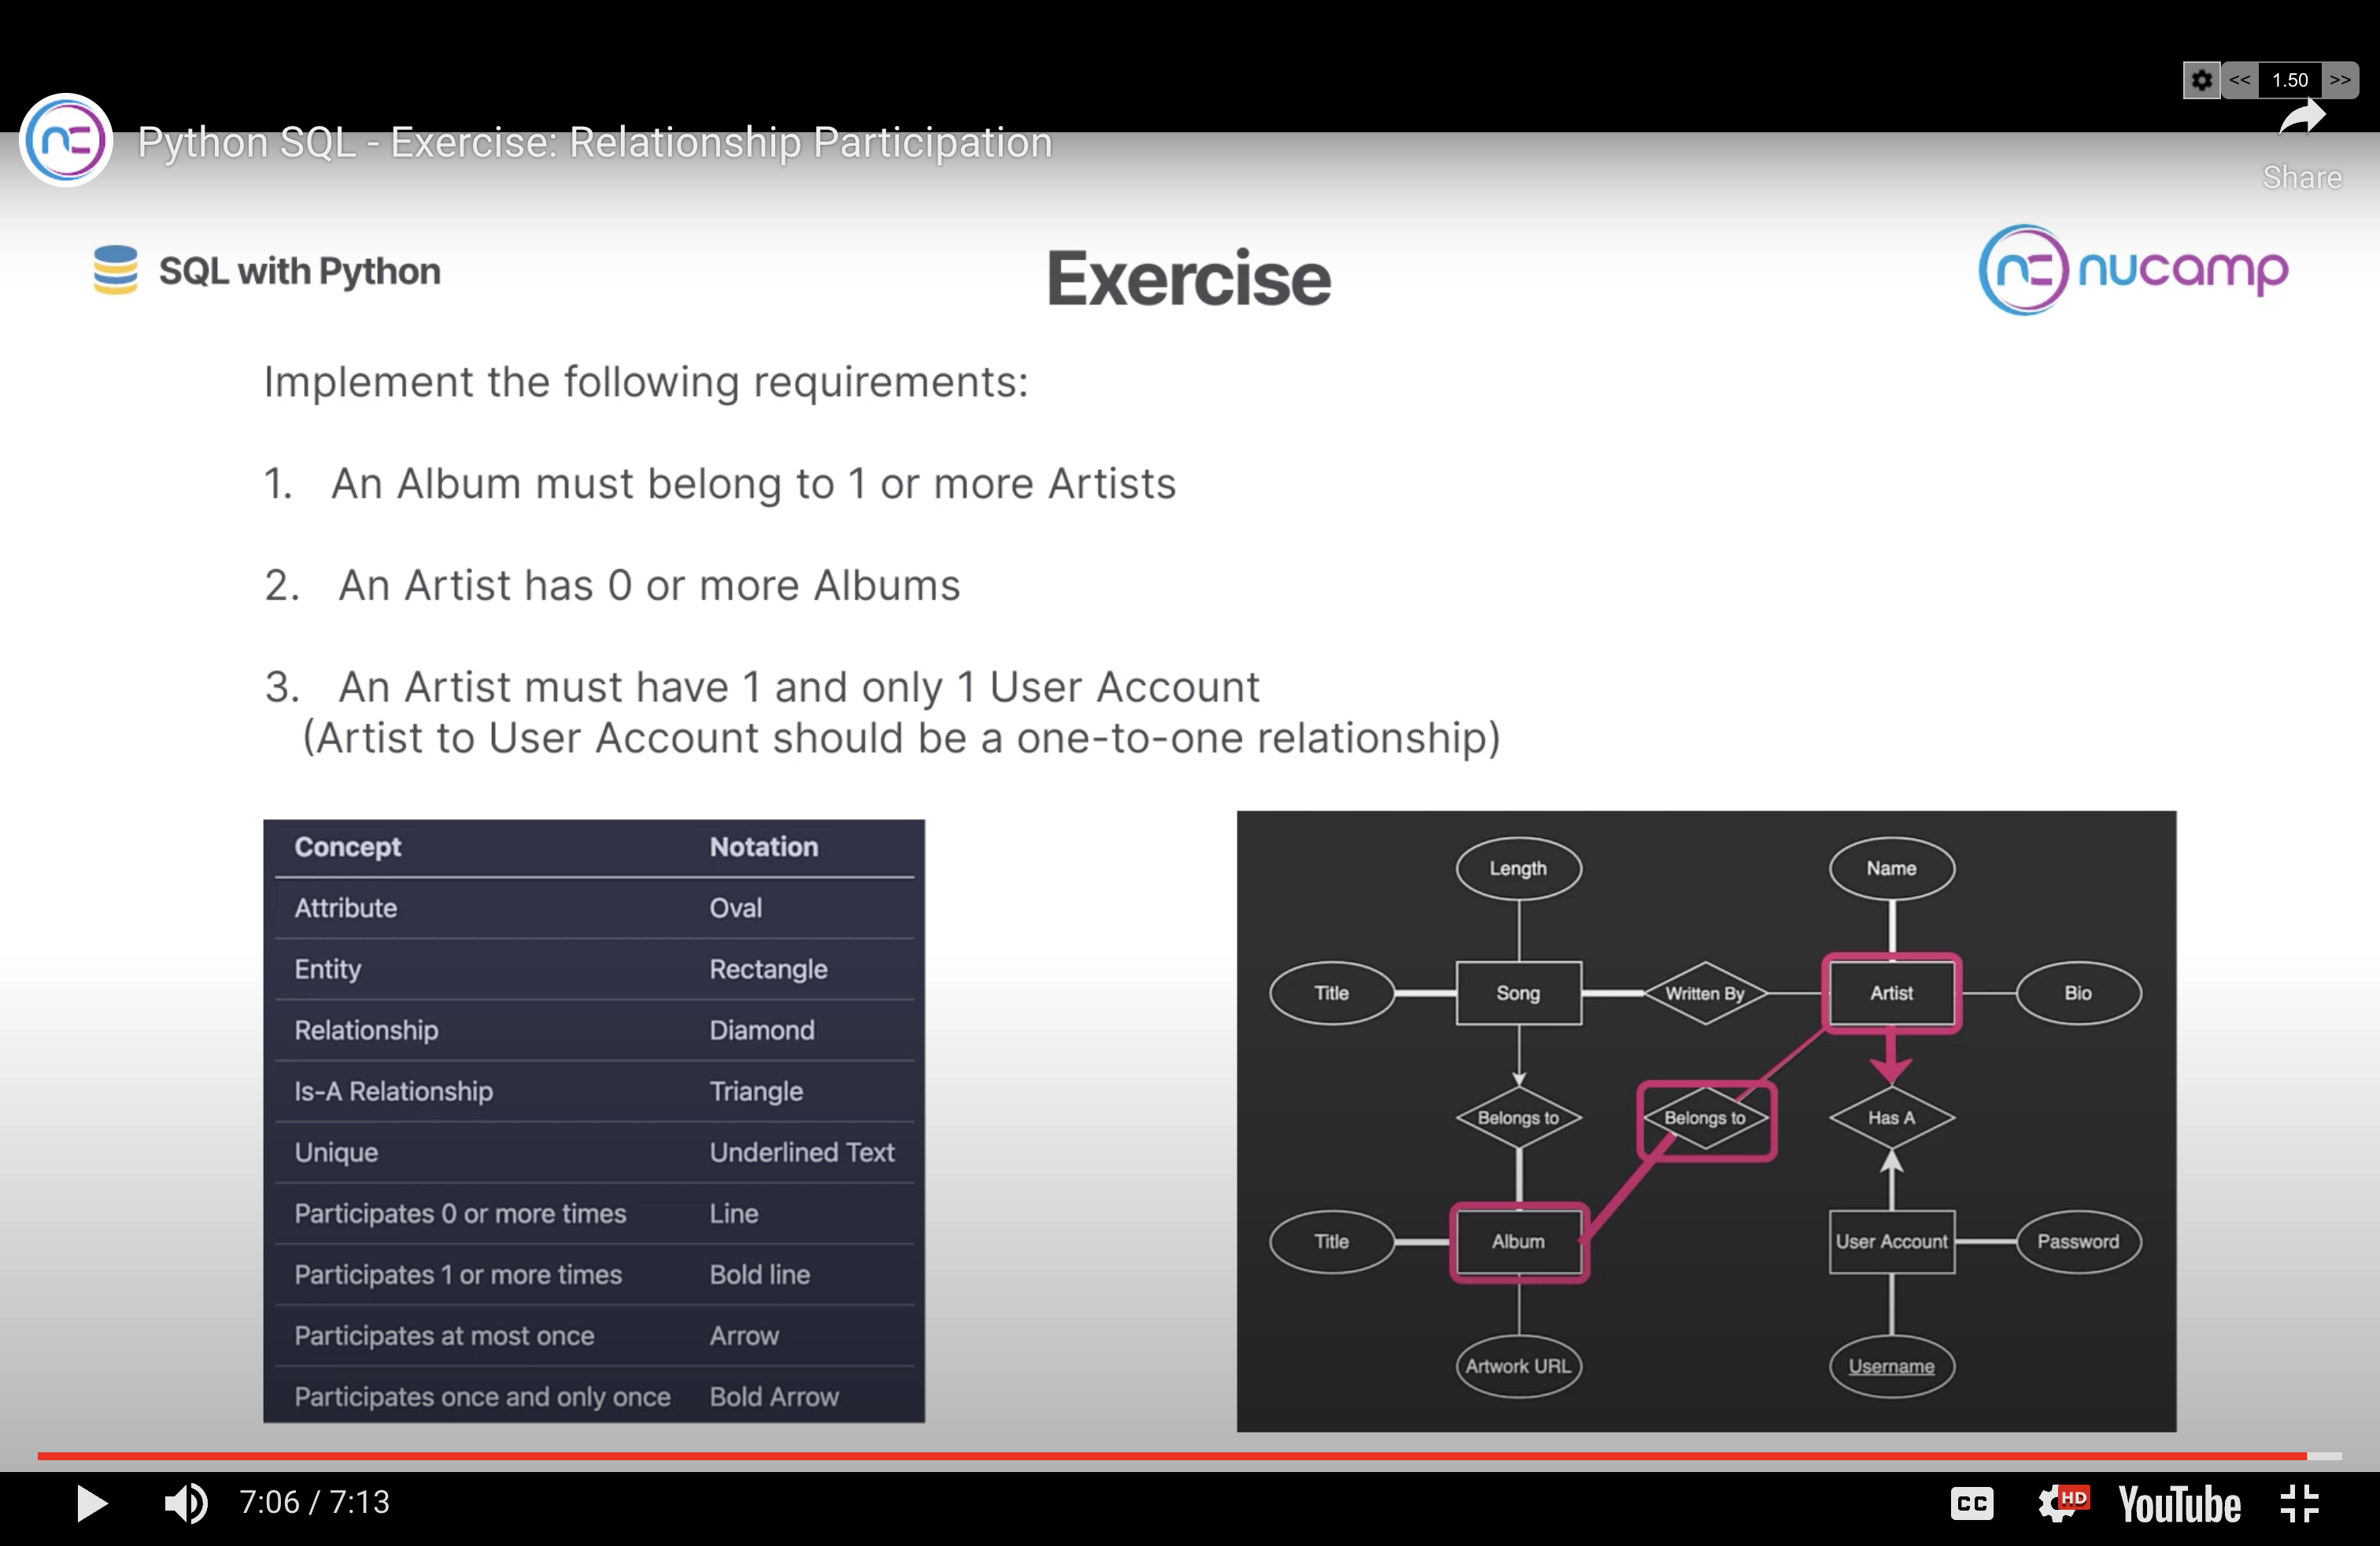 << 1.50 >>
Python SQL - Exercise: Relationship Participation
Share
SQL with Python
Exercise
nc nucamp
Implement the following requirements:
1. An Album must belong to 1 or more Artists
2. An Artist has 0 or more Albums
3. An Artist must have 1 and only 1 User Account
(Artist to User Account should be a one-to-one relationship)
Concept Notation
Attribute Oval
Entity Rectangle
Relationship Diamond
Is-A Relationship Triangle
Unique Underlined Text
Participates 0 or more times Line
Participates 1 or more times Bold line
Participates at most once Arrow
Participates once and only once Bold Arrow
Length Name
Title Song Written By Artist Bio
Belongs to Belongs to Has A
Title Album User Account Password
Artwork URL Username
7:06 / 7:13
CC HD YouTube